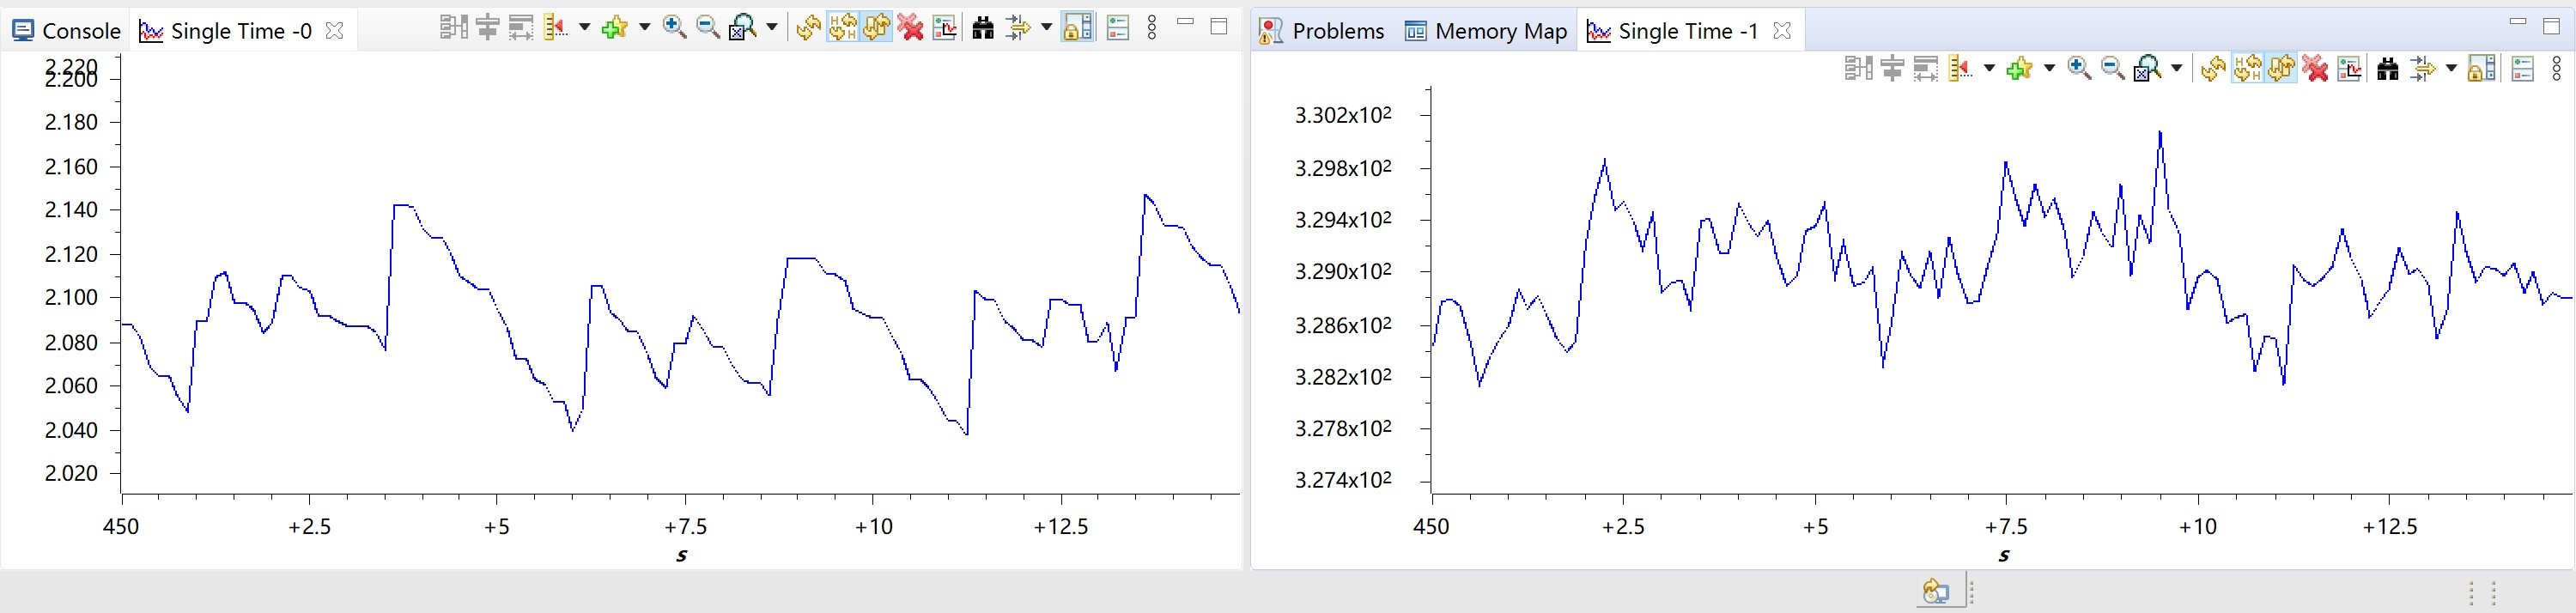 Console
Single Time -0
2.220
2.200
2.180
2.160
2.140
2.120
2.100
2.080
2.060
2.040
2.020
450 +2.5 +5 +7.5 +10 +12.5
s
Problems
Memory Map
Single Time -1
3.302x10²
3.298x10²
3.294x10²
3.290x10²
3.286x10²
3.282x10²
3.278x10²
3.274x10²
450 +2.5 +5 +7.5 +10 +12.5
s